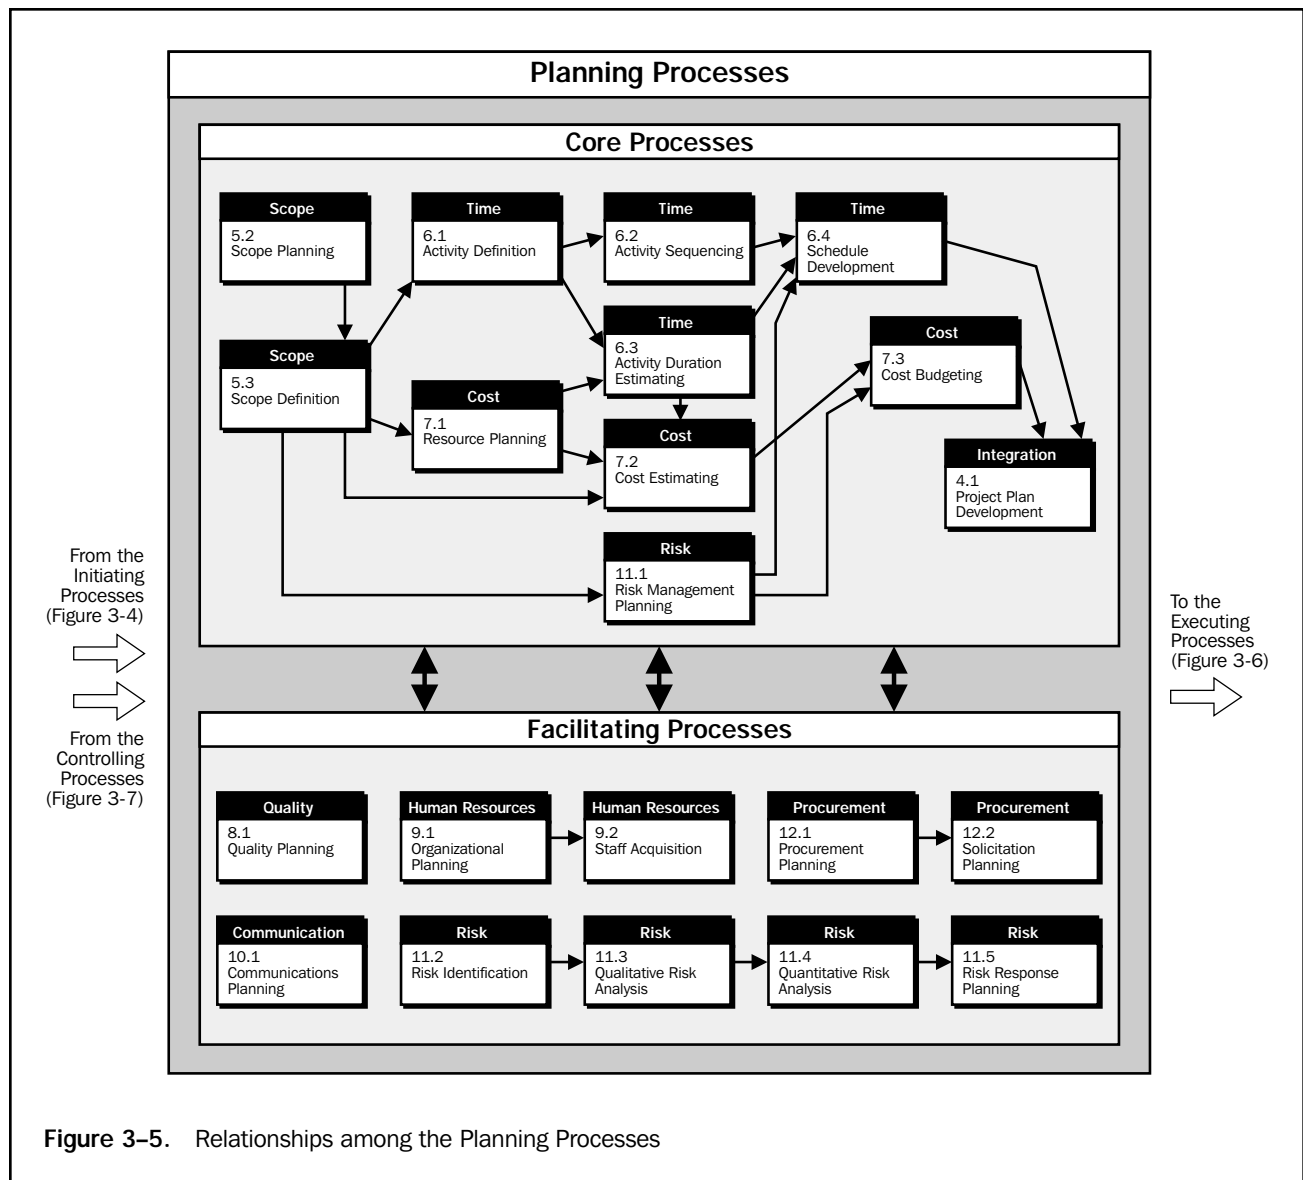 Planning Processes
Core Processes
Scope
5.2
Scope Planning
Time
6.1
Activity Definition
Time
6.2
Activity Sequencing
Time
6.4
Schedule
Development
Time
6.3
Activity Duration
Estimating
Cost
7.3
Cost Budgeting
Scope
5.3
Scope Definition
Cost
7.1
Resource Planning
Cost
7.2
Cost Estimating
Integration
4.1
Project Plan
Development
Risk
11.1
Risk Management
Planning
From the
Initiating
Processes
(Figure 3-4)
From the
Controlling
Processes
(Figure 3-7)
To the
Executing
Processes
(Figure 3-6)
Facilitating Processes
Quality
8.1
Quality Planning
Human Resources
9.1
Organizational
Planning
Human Resources
9.2
Staff Acquisition
Procurement
12.1
Procurement
Planning
Procurement
12.2
Solicitation
Planning
Communication
10.1
Communications
Planning
Risk
11.2
Risk Identification
Risk
11.3
Qualitative Risk
Analysis
Risk
11.4
Quantitative Risk
Analysis
Risk
11.5
Risk Response
Planning
Figure 3–5. Relationships among the Planning Processes